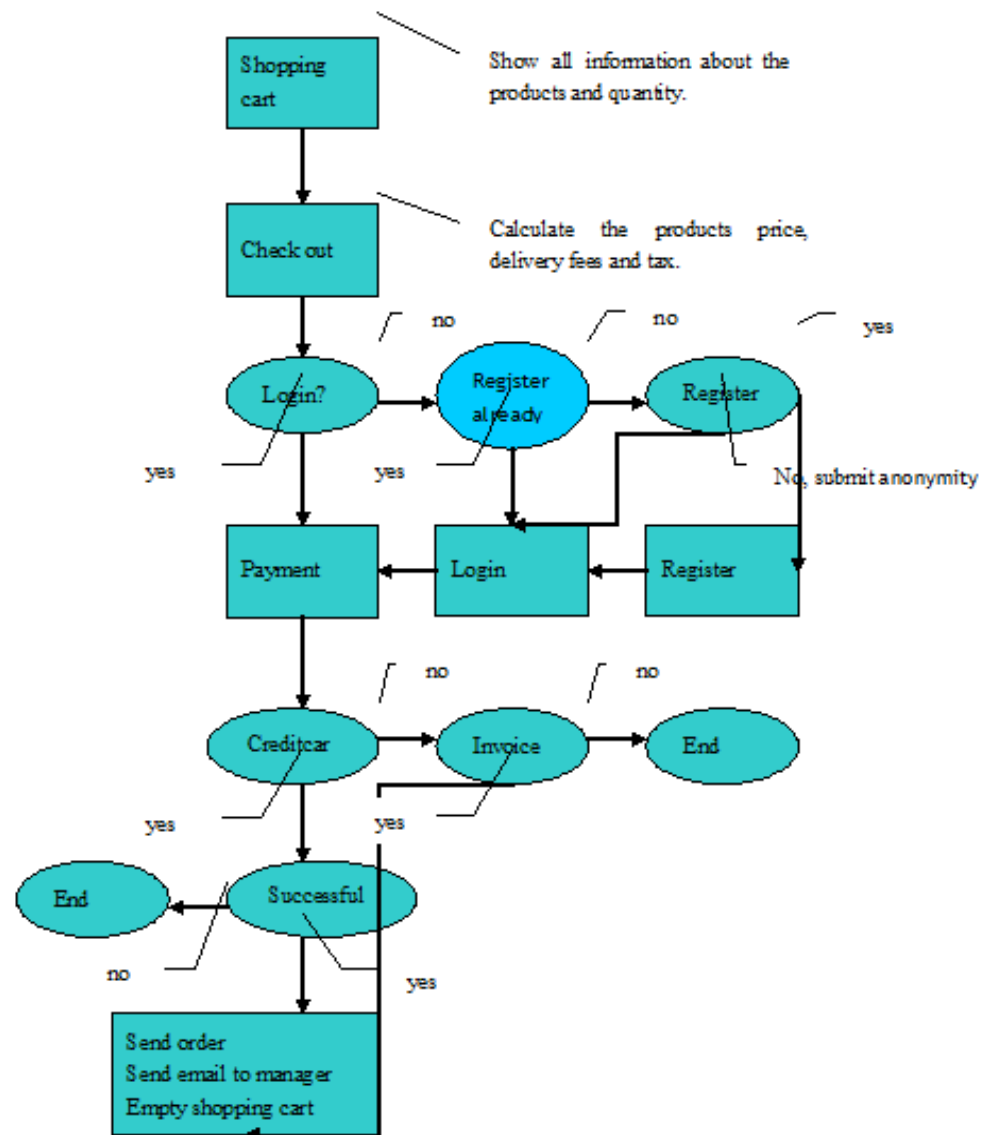 Shopping
cart
Show all information about the
products and quantity.
Check out
Calculate the products price,
delivery fees and tax.
no
no
yes
Login?
Register
already
Register
yes
yes
No, submit anonymity
Payment
Login
Register
no
no
Creditcar
Invoice
End
yes
yes
End
Successful
no
yes
Send order
Send email to manager
Empty shopping cart